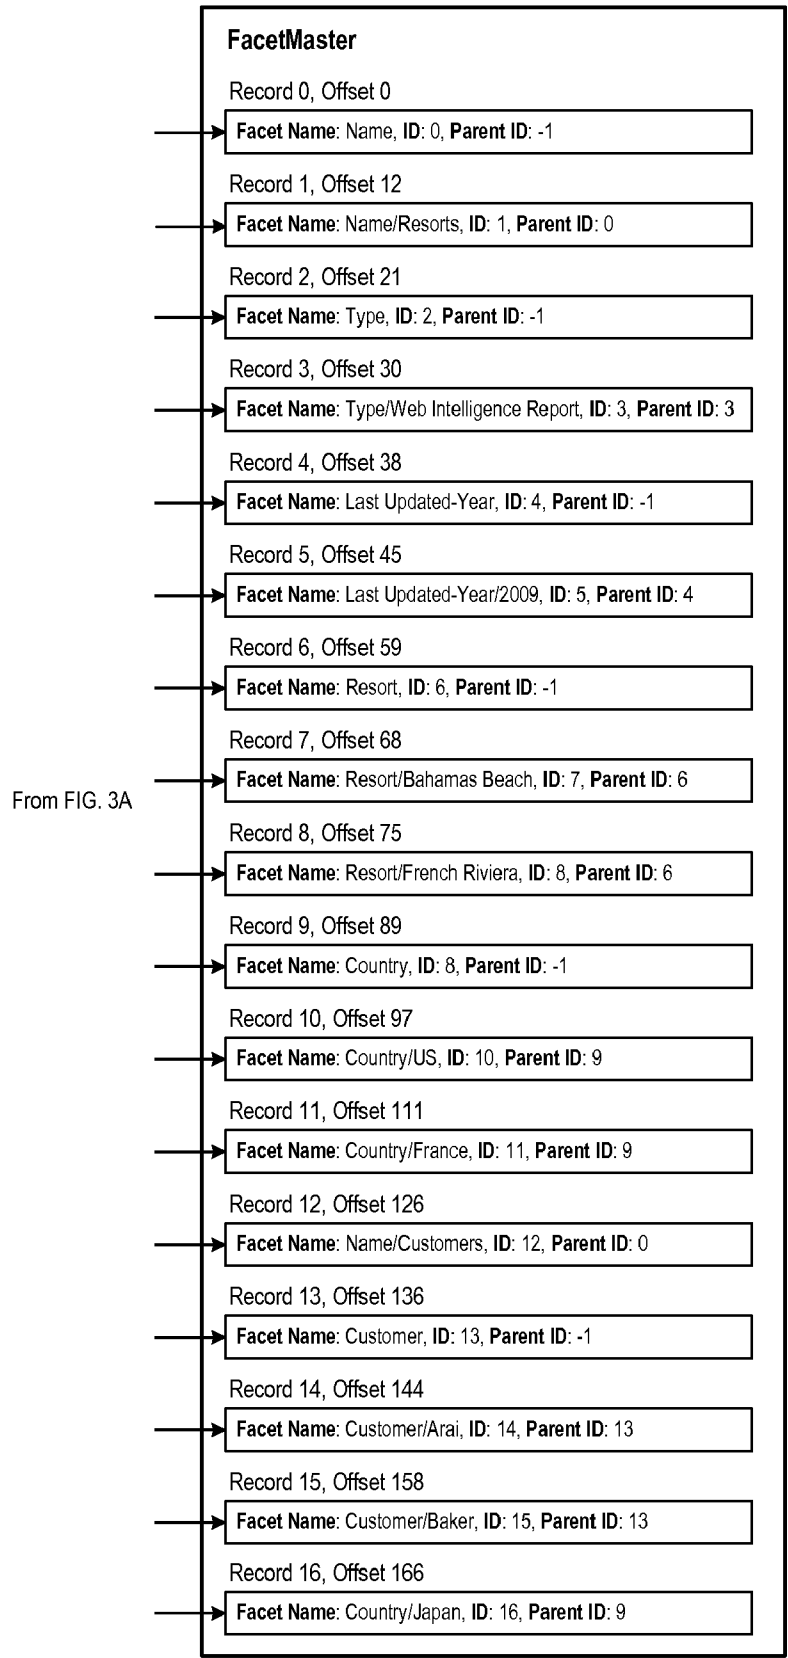 FacetMaster
Record 0, Offset 0
Facet Name: Name, ID: 0, Parent ID: -1
Record 1, Offset 12
Facet Name: Name/Resorts, ID: 1, Parent ID: 0
Record 2, Offset 21
Facet Name: Type, ID: 2, Parent ID: -1
Record 3, Offset 30
Facet Name: Type/Web Intelligence Report, ID: 3, Parent ID: 3
Record 4, Offset 38
Facet Name: Last Updated-Year, ID: 4, Parent ID: -1
Record 5, Offset 45
Facet Name: Last Updated-Year/2009, ID: 5, Parent ID: 4
Record 6, Offset 59
Facet Name: Resort, ID: 6, Parent ID: -1
Record 7, Offset 68
Facet Name: Resort/Bahamas Beach, ID: 7, Parent ID: 6
From FIG. 3A
Record 8, Offset 75
Facet Name: Resort/French Riviera, ID: 8, Parent ID: 6
Record 9, Offset 89
Facet Name: Country, ID: 8, Parent ID: -1
Record 10, Offset 97
Facet Name: Country/US, ID: 10, Parent ID: 9
Record 11, Offset 111
Facet Name: Country/France, ID: 11, Parent ID: 9
Record 12, Offset 126
Facet Name: Name/Customers, ID: 12, Parent ID: 0
Record 13, Offset 136
Facet Name: Customer, ID: 13, Parent ID: -1
Record 14, Offset 144
Facet Name: Customer/Arai, ID: 14, Parent ID: 13
Record 15, Offset 158
Facet Name: Customer/Baker, ID: 15, Parent ID: 13
Record 16, Offset 166
Facet Name: Country/Japan, ID: 16, Parent ID: 9